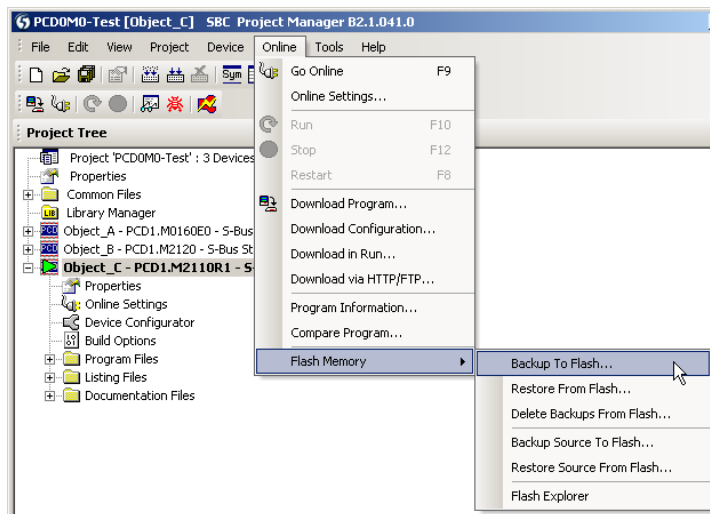 PCD0M0-Test [Object_C] SBC Project Manager B2.1.041.0
File Edit View Project Device Online Tools Help
Sym
Go Online F9
Online Settings...
Run F10
Stop F12
Restart F8
Download Program...
Download Configuration...
Download in Run...
Download via HTTP/FTP...
Program Information...
Compare Program...
Flash Memory
Backup To Flash...
Restore From Flash...
Delete Backups From Flash...
Backup Source To Flash...
Restore Source From Flash...
Flash Explorer
Project Tree
Project 'PCD0M0-Test' : 3 Devices
Properties
Common Files
LIB Library Manager
PCD Object_A - PCD1.M0160E0 - S-Bus
PCD Object_B - PCD1.M2120 - S-Bus St
Object_C - PCD1.M2110R1 - S-
Properties
Online Settings
Device Configurator
Build Options
Program Files
Listing Files
Documentation Files